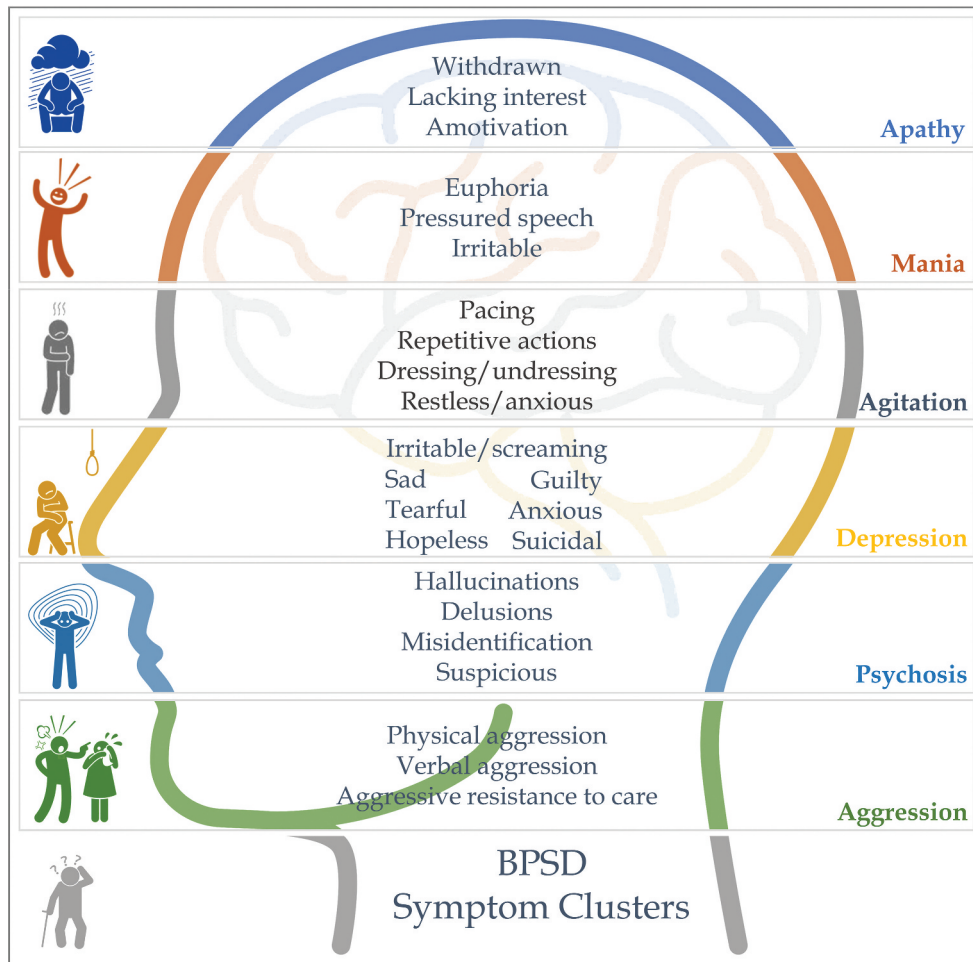 Withdrawn
Lacking interest
Amotivation
Apathy
Euphoria
Pressured speech
Irritable
Mania
Pacing
Repetitive actions
Dressing/undressing
Restless/anxious
Agitation
Irritable/screaming
Sad Guilty
Tearful Anxious
Hopeless Suicidal
Depression
Hallucinations
Delusions
Misidentification
Suspicious
Psychosis
Physical aggression
Verbal aggression
Aggressive resistance to care
Aggression
? ? ?
BPSD
Symptom Clusters